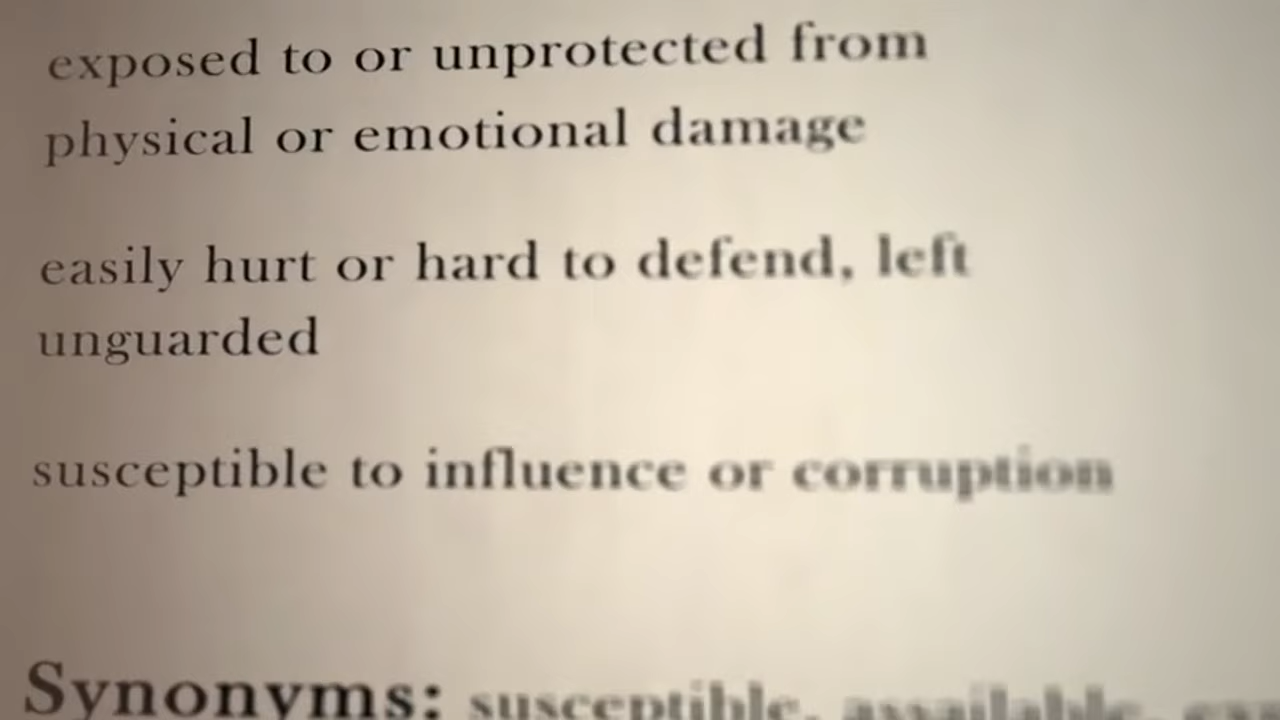 exposed to or unprotected from
physical or emotional damage
easily hurt or hard to defend, left
unguarded
susceptible to influence or corruption
Synonyms: susceptible, assailable,